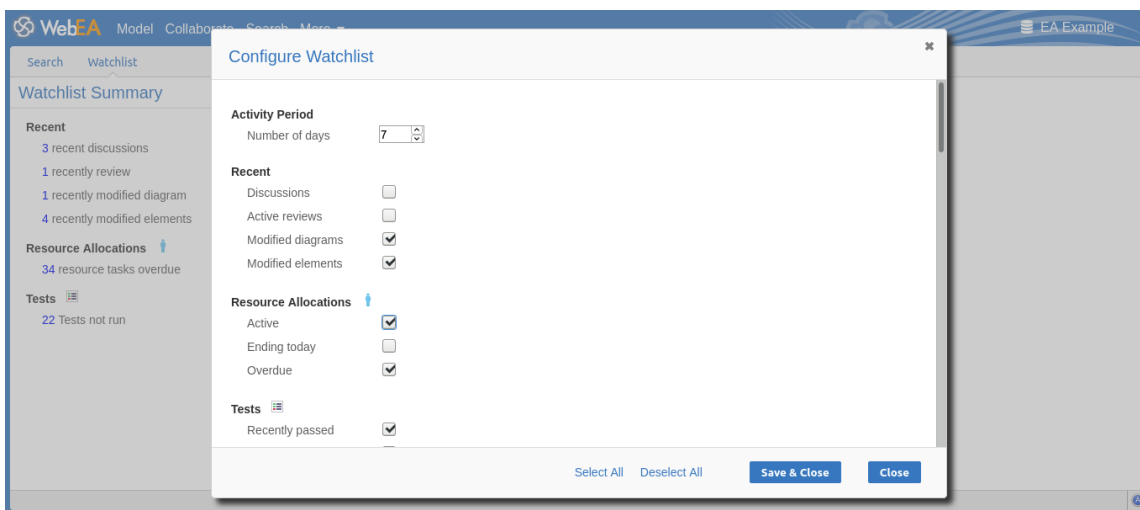 WebEA Model Collaborate Search More
EA Example
Search Watchlist
Watchlist Summary
Recent
3 recent discussions
1 recently review
1 recently modified diagram
4 recently modified elements
Resource Allocations
34 resource tasks overdue
Tests
22 Tests not run
Configure Watchlist
Activity Period
Number of days 7
Recent
Discussions
Active reviews
Modified diagrams
Modified elements
Resource Allocations
Active
Ending today
Overdue
Tests
Recently passed
Select All Deselect All Save & Close Close